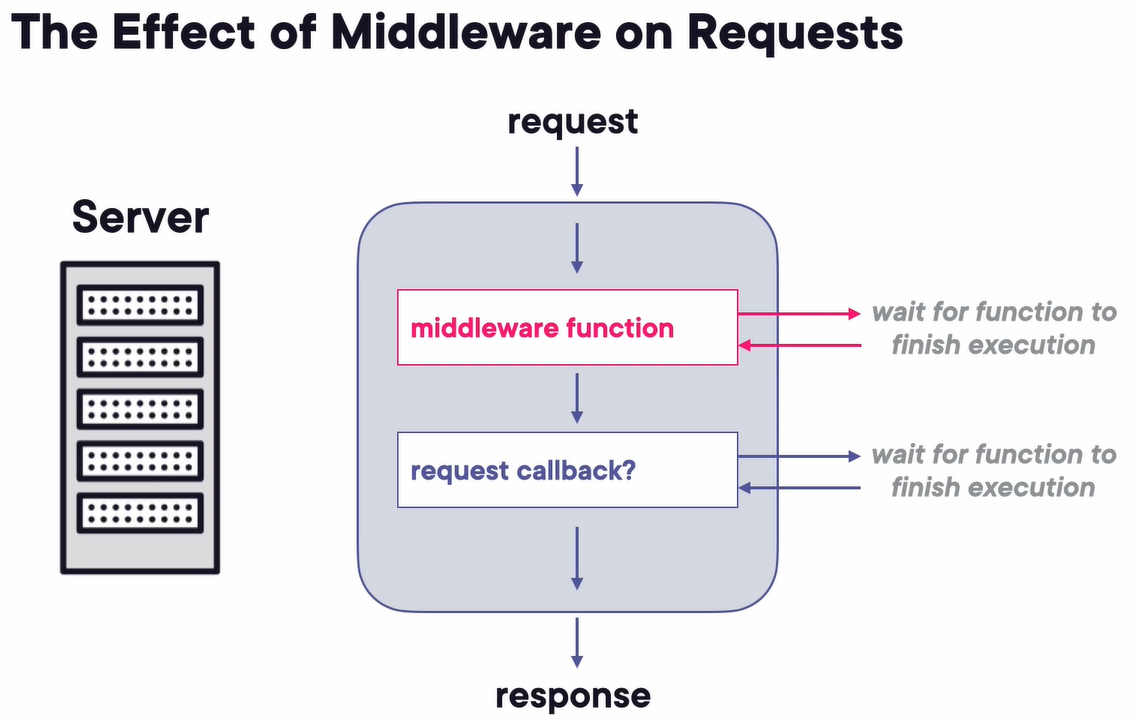 The Effect of Middleware on Requests
request
Server
middleware function
wait for function to
finish execution
request callback?
wait for function to
finish execution
response